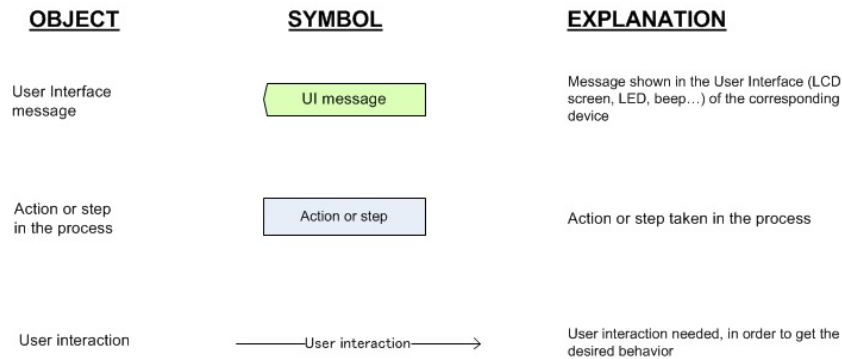 OBJECT SYMBOL EXPLANATION
User Interface
message
UI message
Message shown in the User Interface (LCD
screen, LED, beep…) of the corresponding
device
Action or step
in the process
Action or step
Action or step taken in the process
User interaction
User interaction
User interaction needed, in order to get the
desired behavior